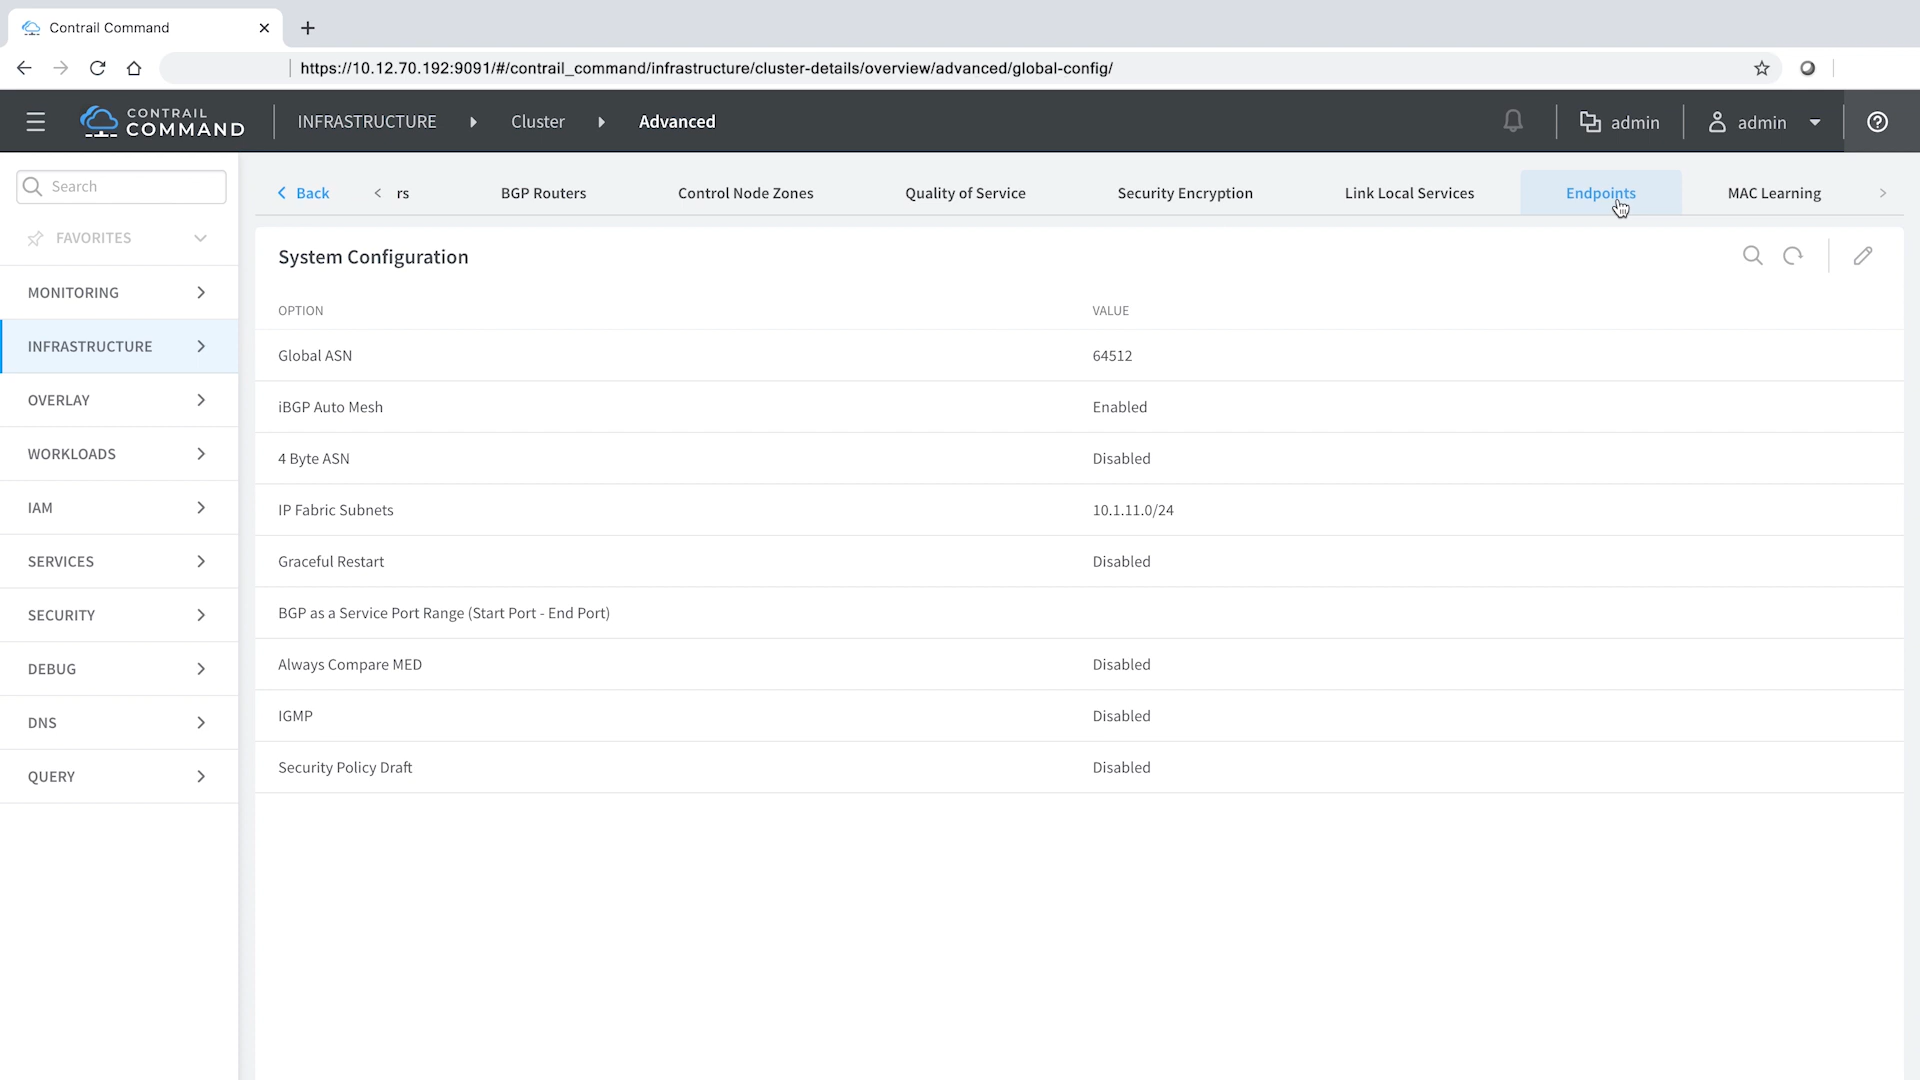 Contrail Command
https://10.12.70.192:9091/#/contrail_command/infrastructure/cluster-details/overview/advanced/global-config/
CONTRAIL
COMMAND
INFRASTRUCTURE
Cluster
Advanced
admin
admin
Search
FAVORITES
MONITORING
INFRASTRUCTURE
OVERLAY
WORKLOADS
IAM
SERVICES
SECURITY
DEBUG
DNS
QUERY
Back
rs
BGP Routers
Control Node Zones
Quality of Service
Security Encryption
Link Local Services
Endpoints
MAC Learning
System Configuration
OPTION VALUE
Global ASN 64512
iBGP Auto Mesh Enabled
4 Byte ASN Disabled
IP Fabric Subnets 10.1.11.0/24
Graceful Restart Disabled
BGP as a Service Port Range (Start Port - End Port)
Always Compare MED Disabled
IGMP Disabled
Security Policy Draft Disabled